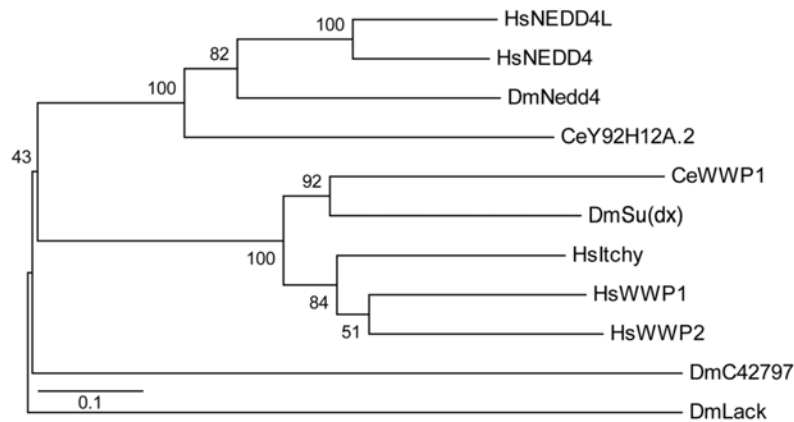 100
HsNEDD4L
82
HsNEDD4
100
DmNedd4
CeY92H12A.2
43
92
CeWWP1
DmSu(dx)
100
HsItchy
84
HsWWP1
51
HsWWP2
DmC42797
0.1
DmLack